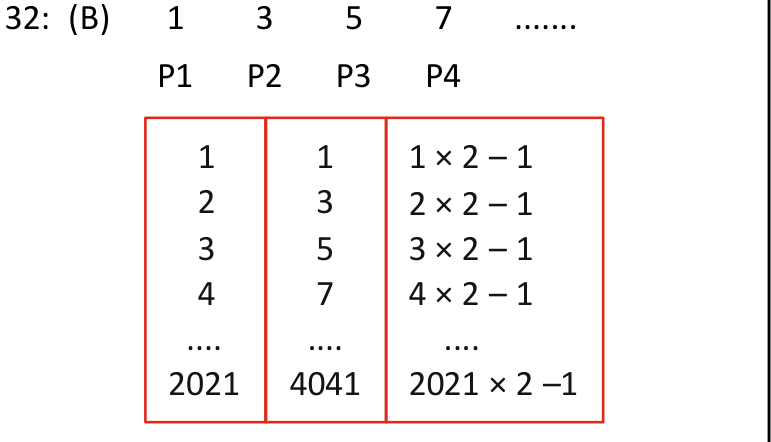 32: (B) 1 3 5 7 .......
P1 P2 P3 P4
1 1 1 × 2 – 1
2 3 2 × 2 – 1
3 5 3 × 2 – 1
4 7 4 × 2 – 1
.... .... ....
2021 4041 2021 × 2 –1